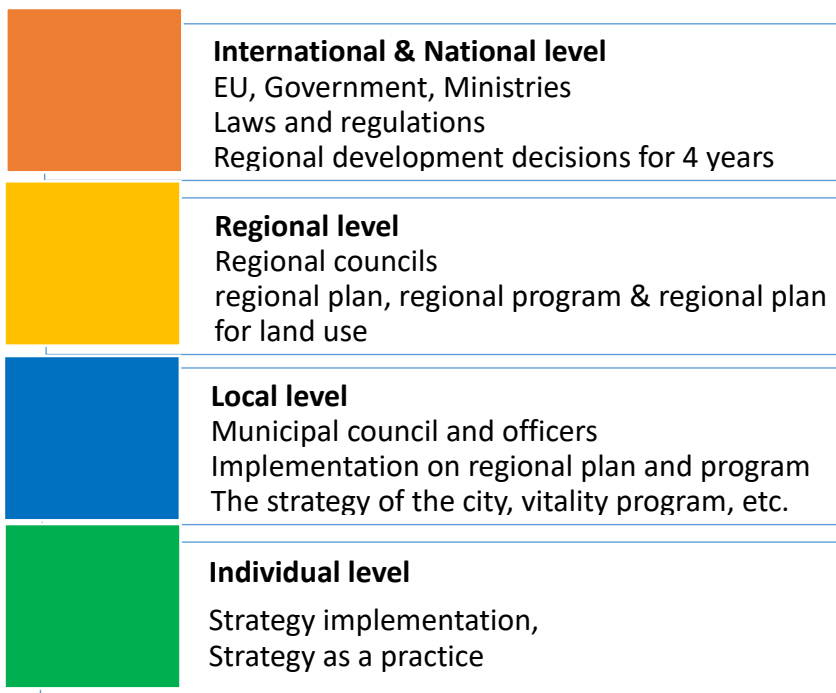 International & National level
EU, Government, Ministries
Laws and regulations
Regional development decisions for 4 years
Regional level
Regional councils
regional plan, regional program & regional plan
for land use
Local level
Municipal council and officers
Implementation on regional plan and program
The strategy of the city, vitality program, etc.
Individual level
Strategy implementation,
Strategy as a practice